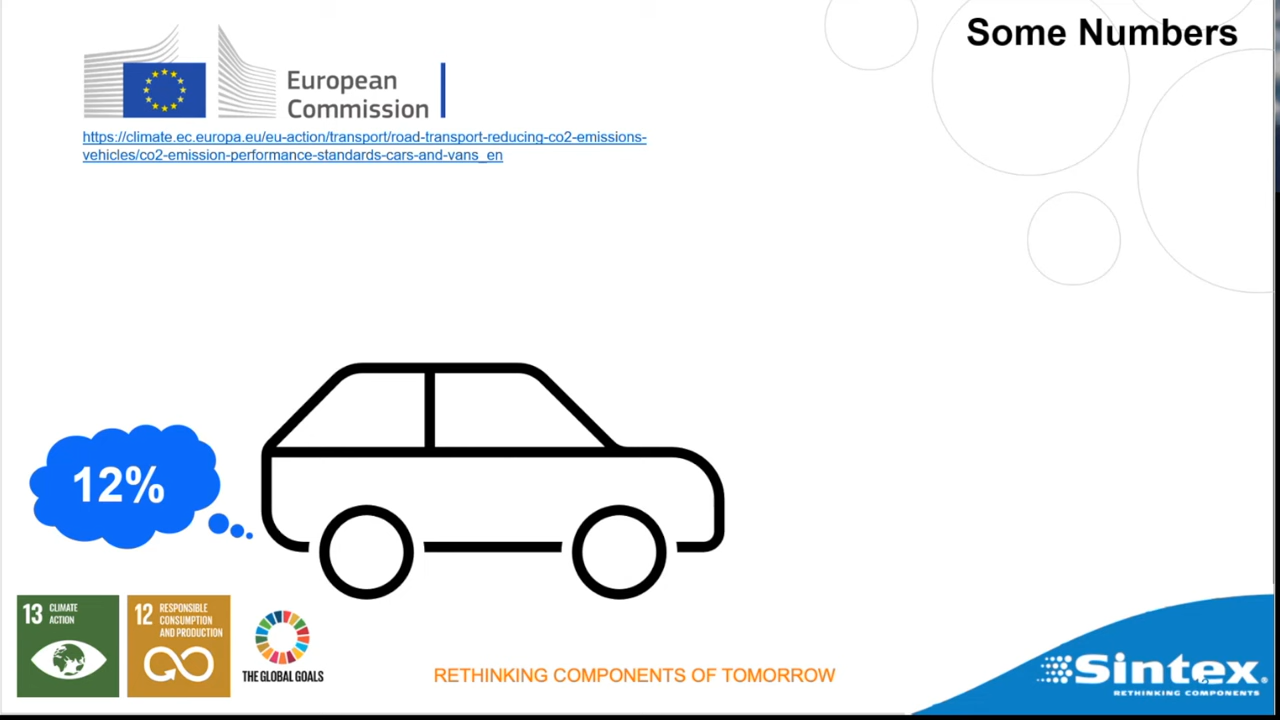 Some Numbers
European
Commission
https://climate.ec.europa.eu/eu-action/transport/road-transport-reducing-co2-emissions-
vehicles/co2-emission-performance-standards-cars-and-vans_en
12%
13 CLIMATE
ACTION
12 RESPONSIBLE
CONSUMPTION
AND PRODUCTION
THE GLOBAL GOALS
RETHINKING COMPONENTS OF TOMORROW
Sintex.
RETHINKING COMPONENTS.